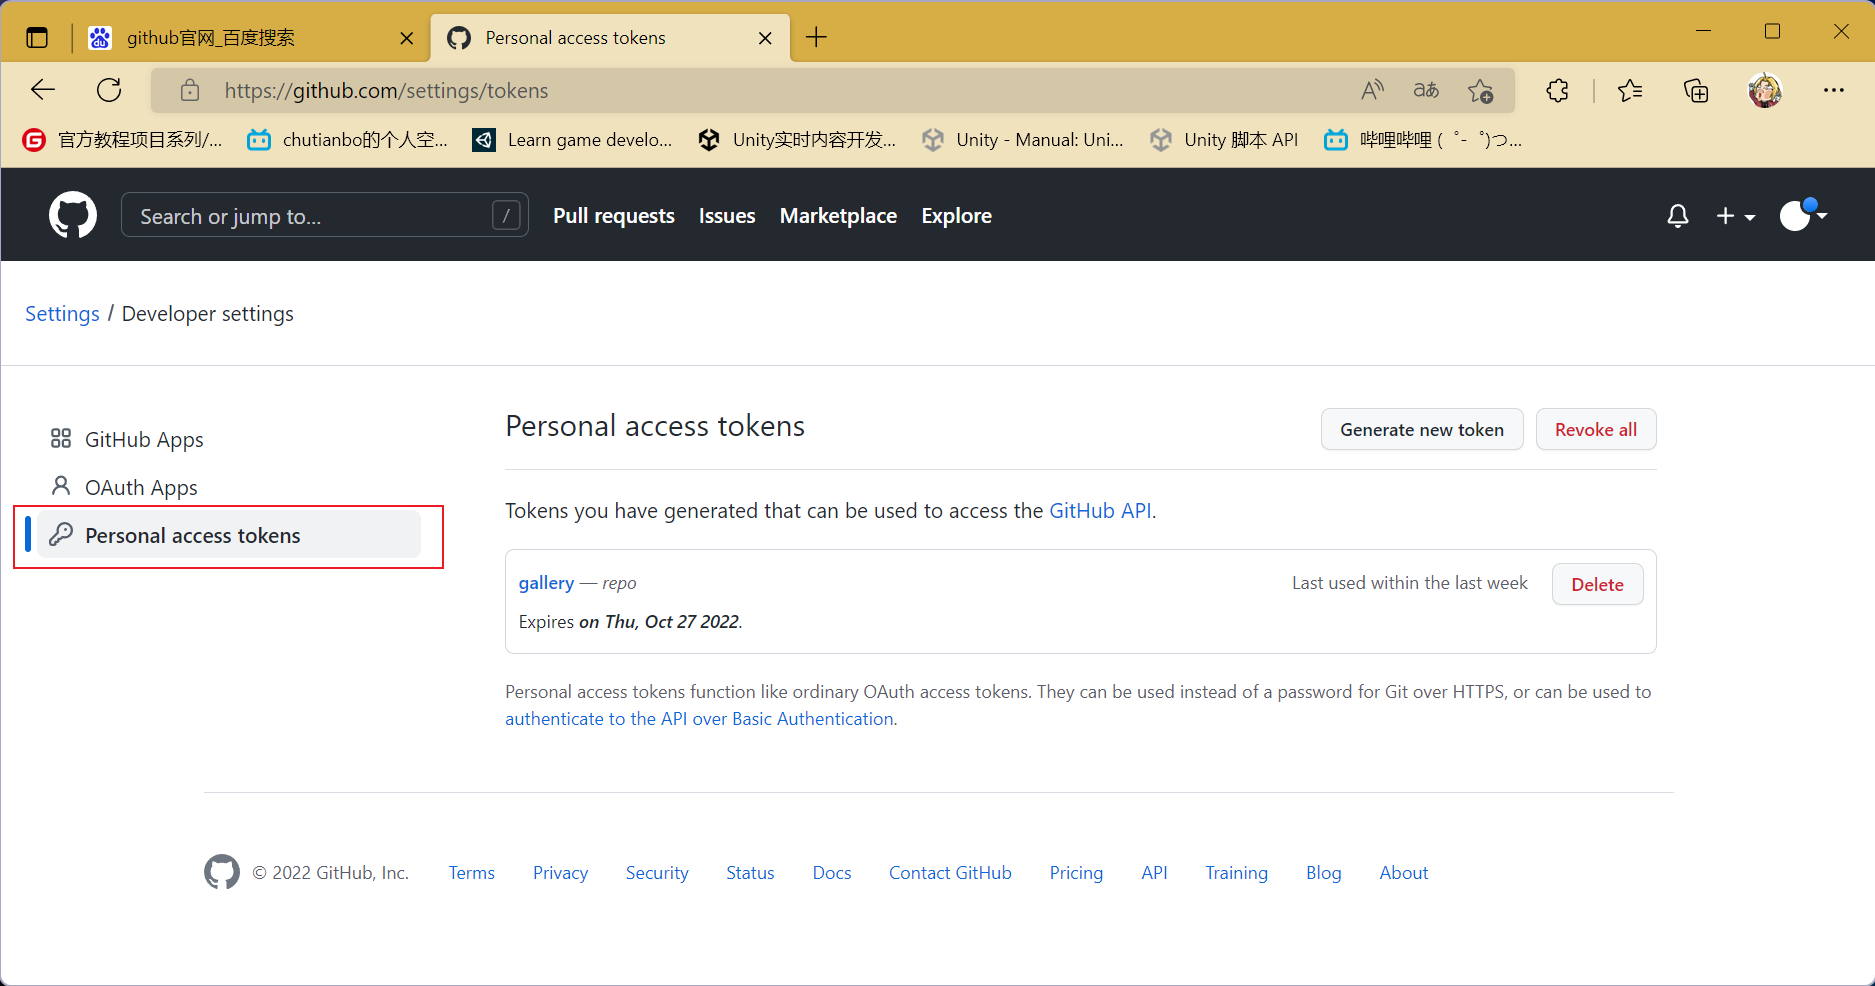 github官网_百度搜索
Personal access tokens
https://github.com/settings/tokens
官方教程项目系列/...
chutianbo的个人空...
Learn game develo...
Unity实时内容开发...
Unity - Manual: Uni...
Unity 脚本 API
哔哩哔哩 ( ゜- ゜)つ...
Search or jump to...
/
Pull requests
Issues
Marketplace
Explore
Settings / Developer settings
GitHub Apps
OAuth Apps
Personal access tokens
Personal access tokens
Generate new token
Revoke all
Tokens you have generated that can be used to access the GitHub API.
gallery — repo
Last used within the last week
Delete
Expires on Thu, Oct 27 2022.
Personal access tokens function like ordinary OAuth access tokens. They can be used instead of a password for Git over HTTPS, or can be used to
authenticate to the API over Basic Authentication.
© 2022 GitHub, Inc.
Terms
Privacy
Security
Status
Docs
Contact GitHub
Pricing
API
Training
Blog
About